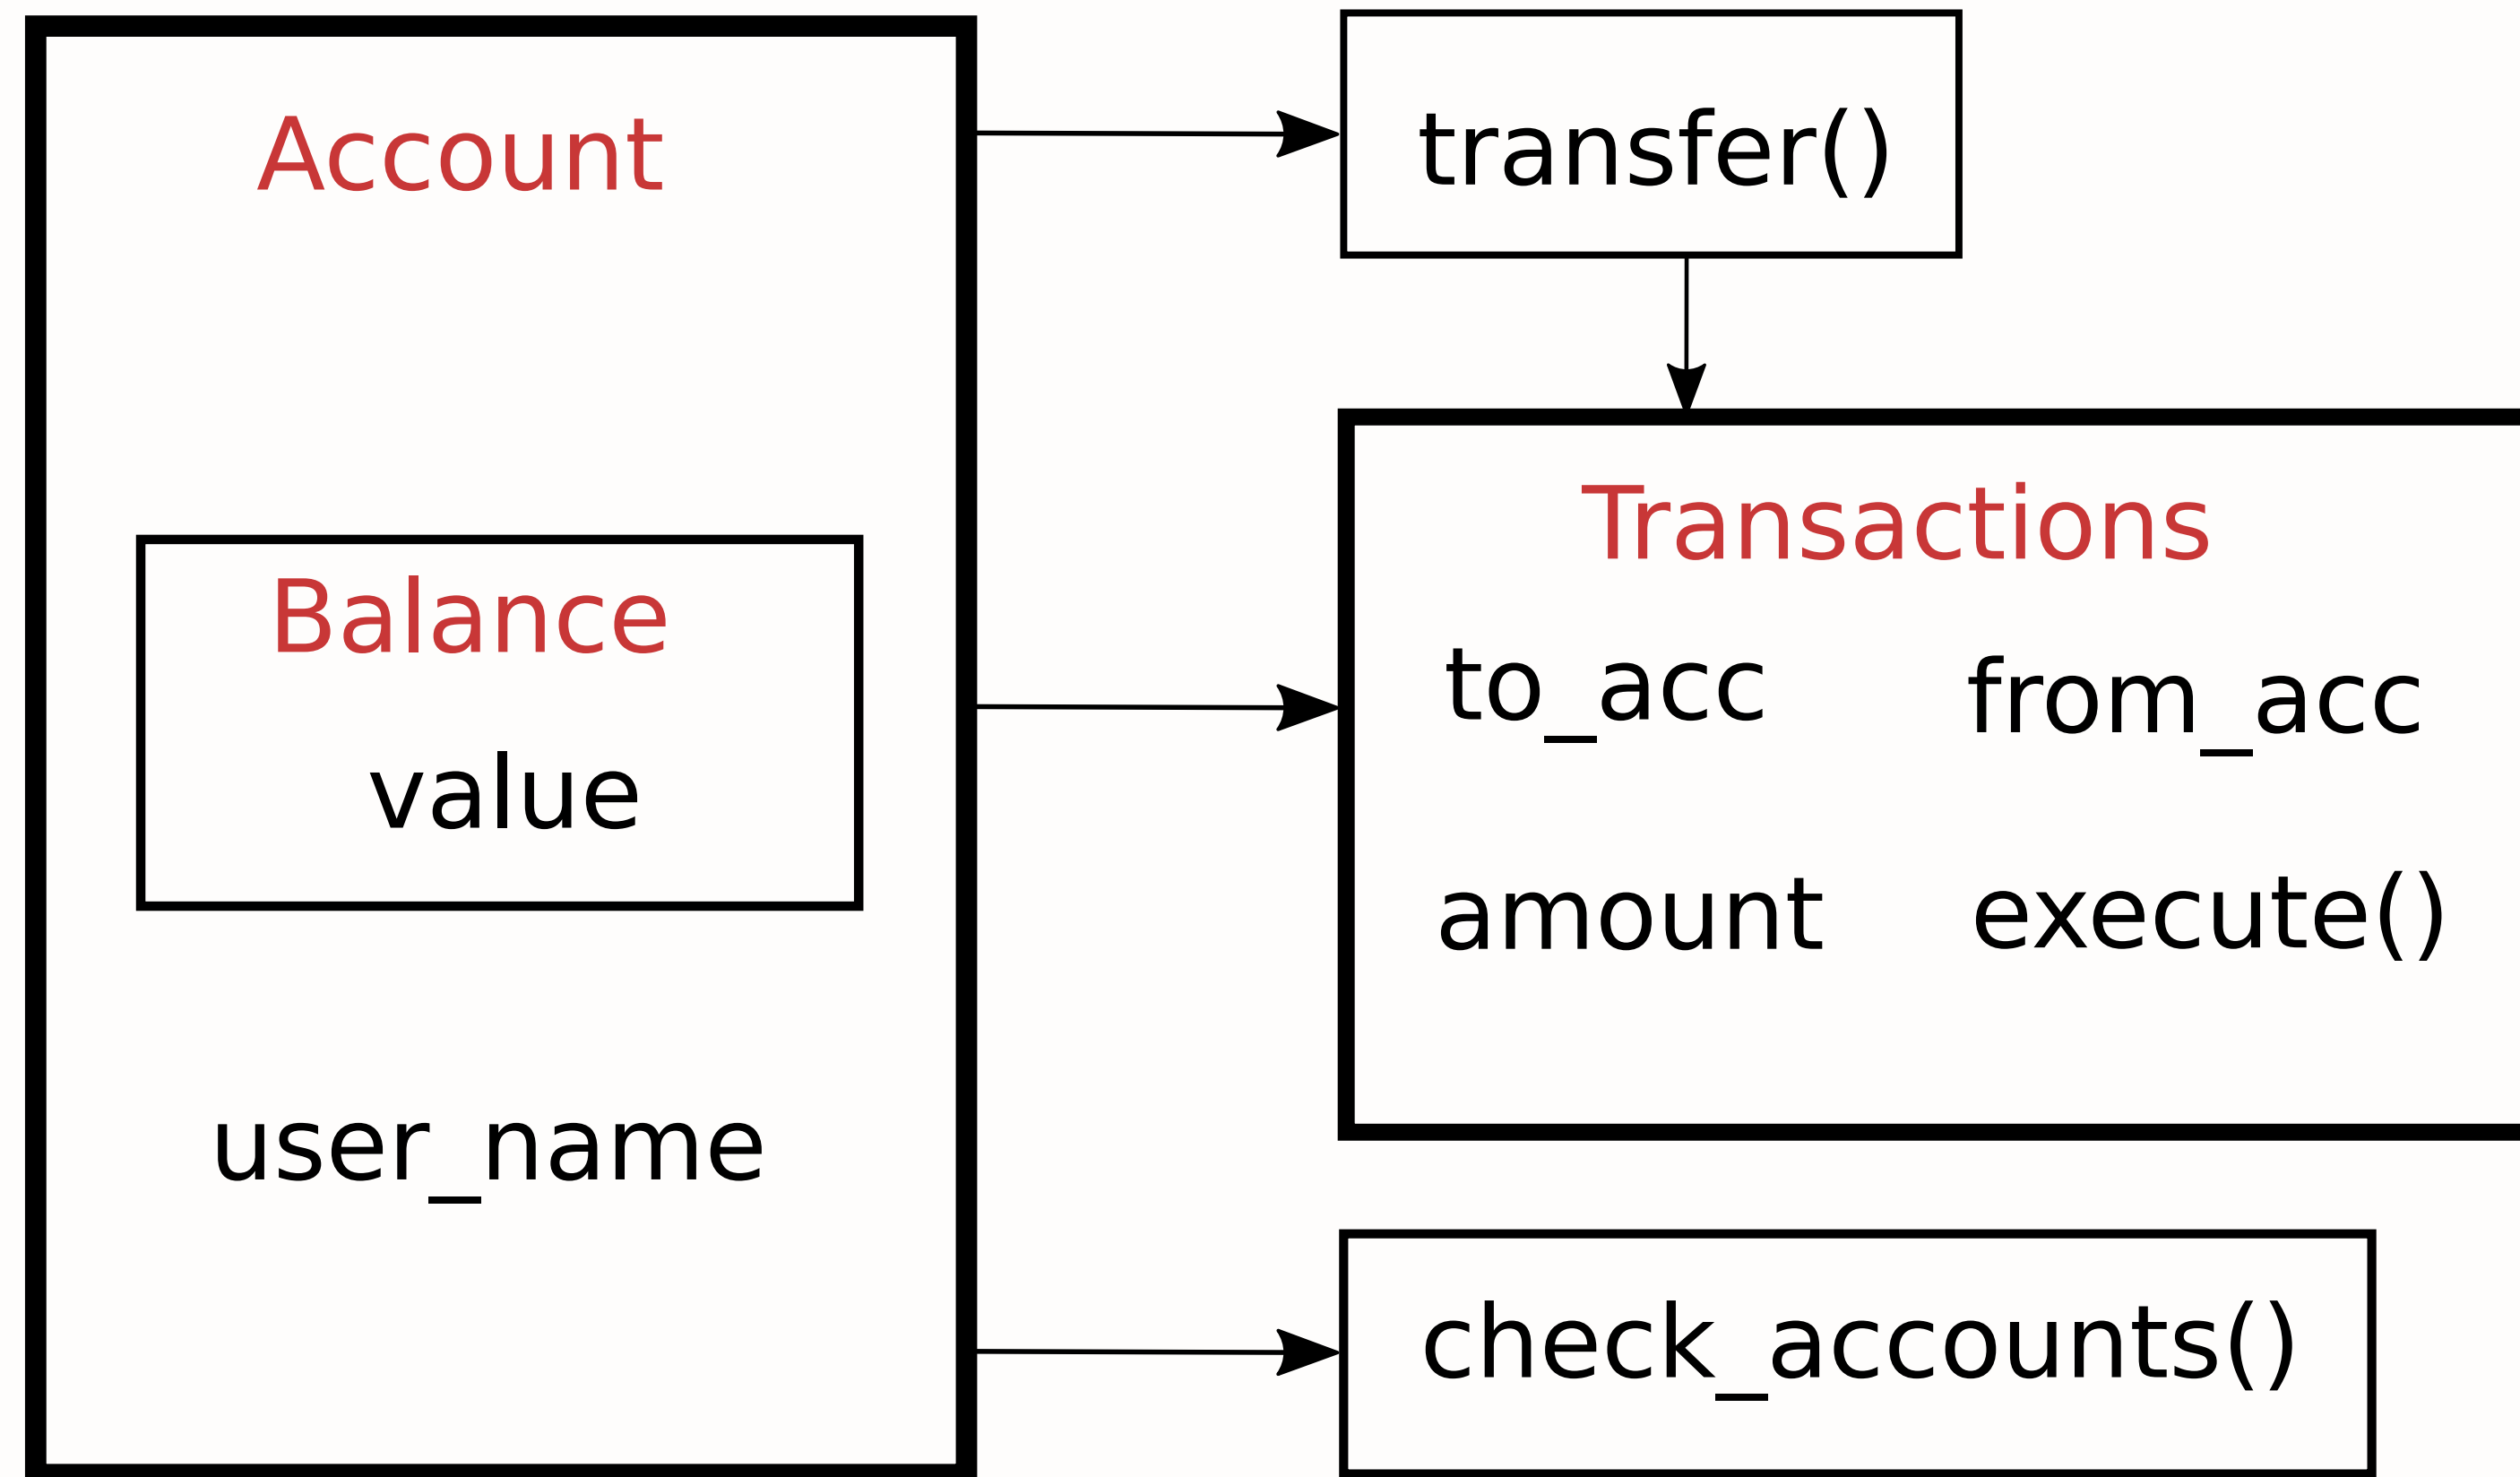 Account
Balance
value
user_name
transfer()
Transactions
to_acc
from_acc
amount
execute()
check_accounts()